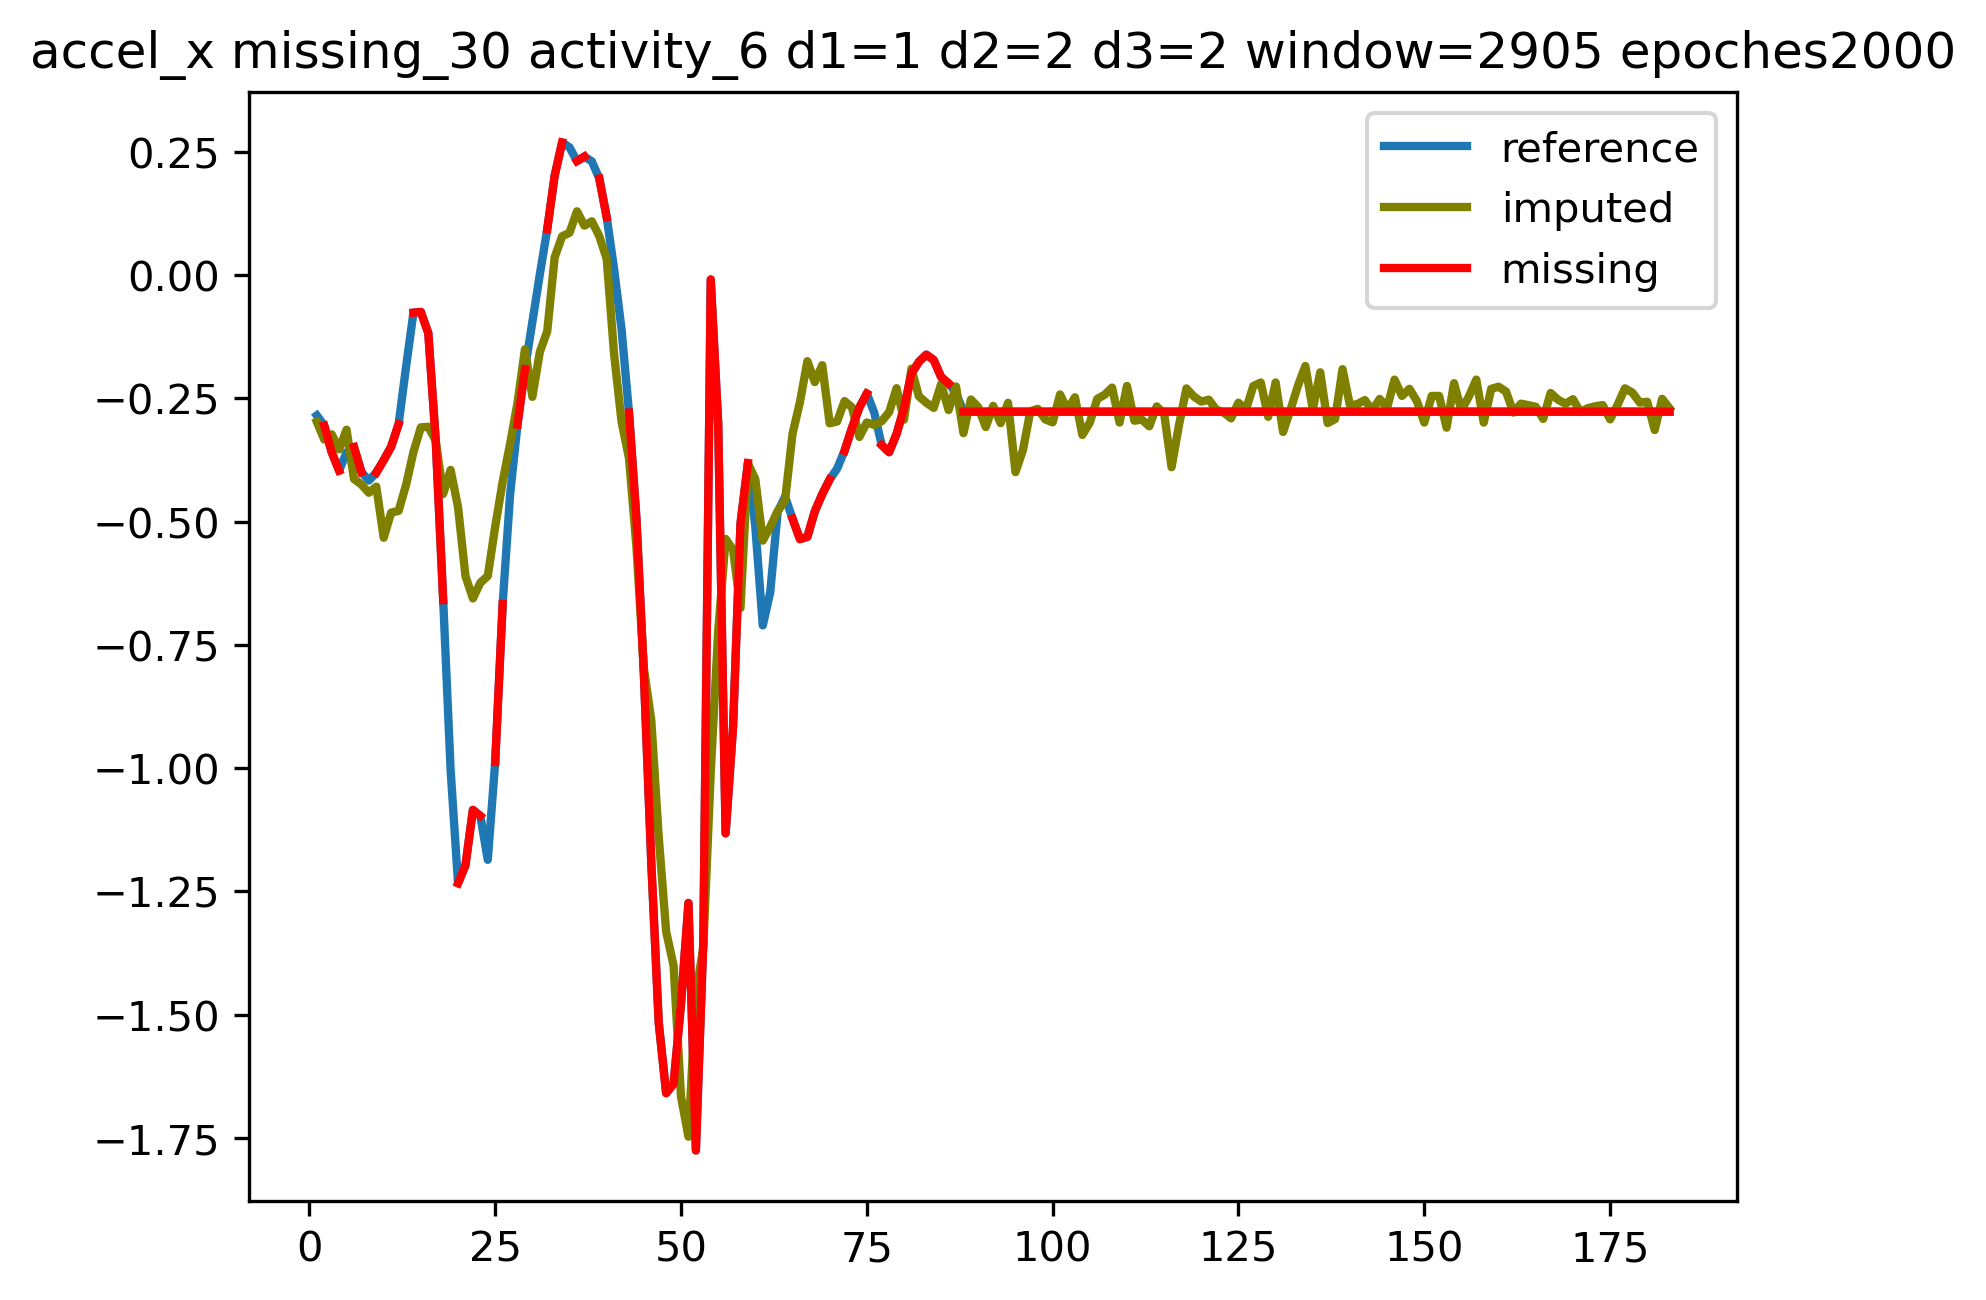 accel_x missing_30 activity_6 d1=1 d2=2 d3=2 window=2905 epoches2000
reference
imputed
missing
0.25
0.00
−0.25
−0.50
−0.75
−1.00
−1.25
−1.50
−1.75
0 25 50 75 100 125 150 175